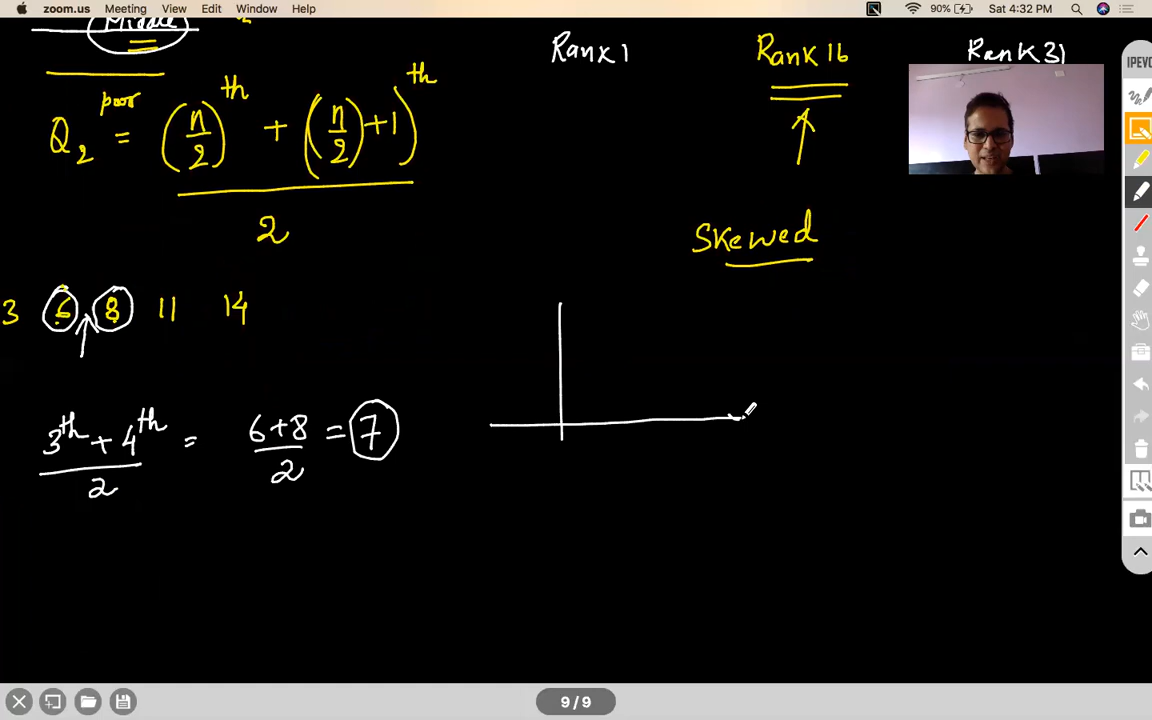 zoom.us Meeting View Edit Window Help 90% Sat 4:32 PM
Middle
Rank 1 Rank 16 Rank 31
IPEVO
Q₂ poor = ((n/2)th + ((n/2)+1)th)/2
Skewed
3 6 8 11 14
(3th + 4th)/2 = (6+8)/2 = 7
9 / 9